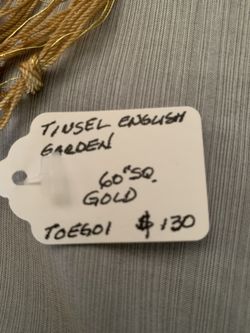 TINSEL ENGLISH
GARDEN
60" SQ.
GOLD
TOEG01 $130